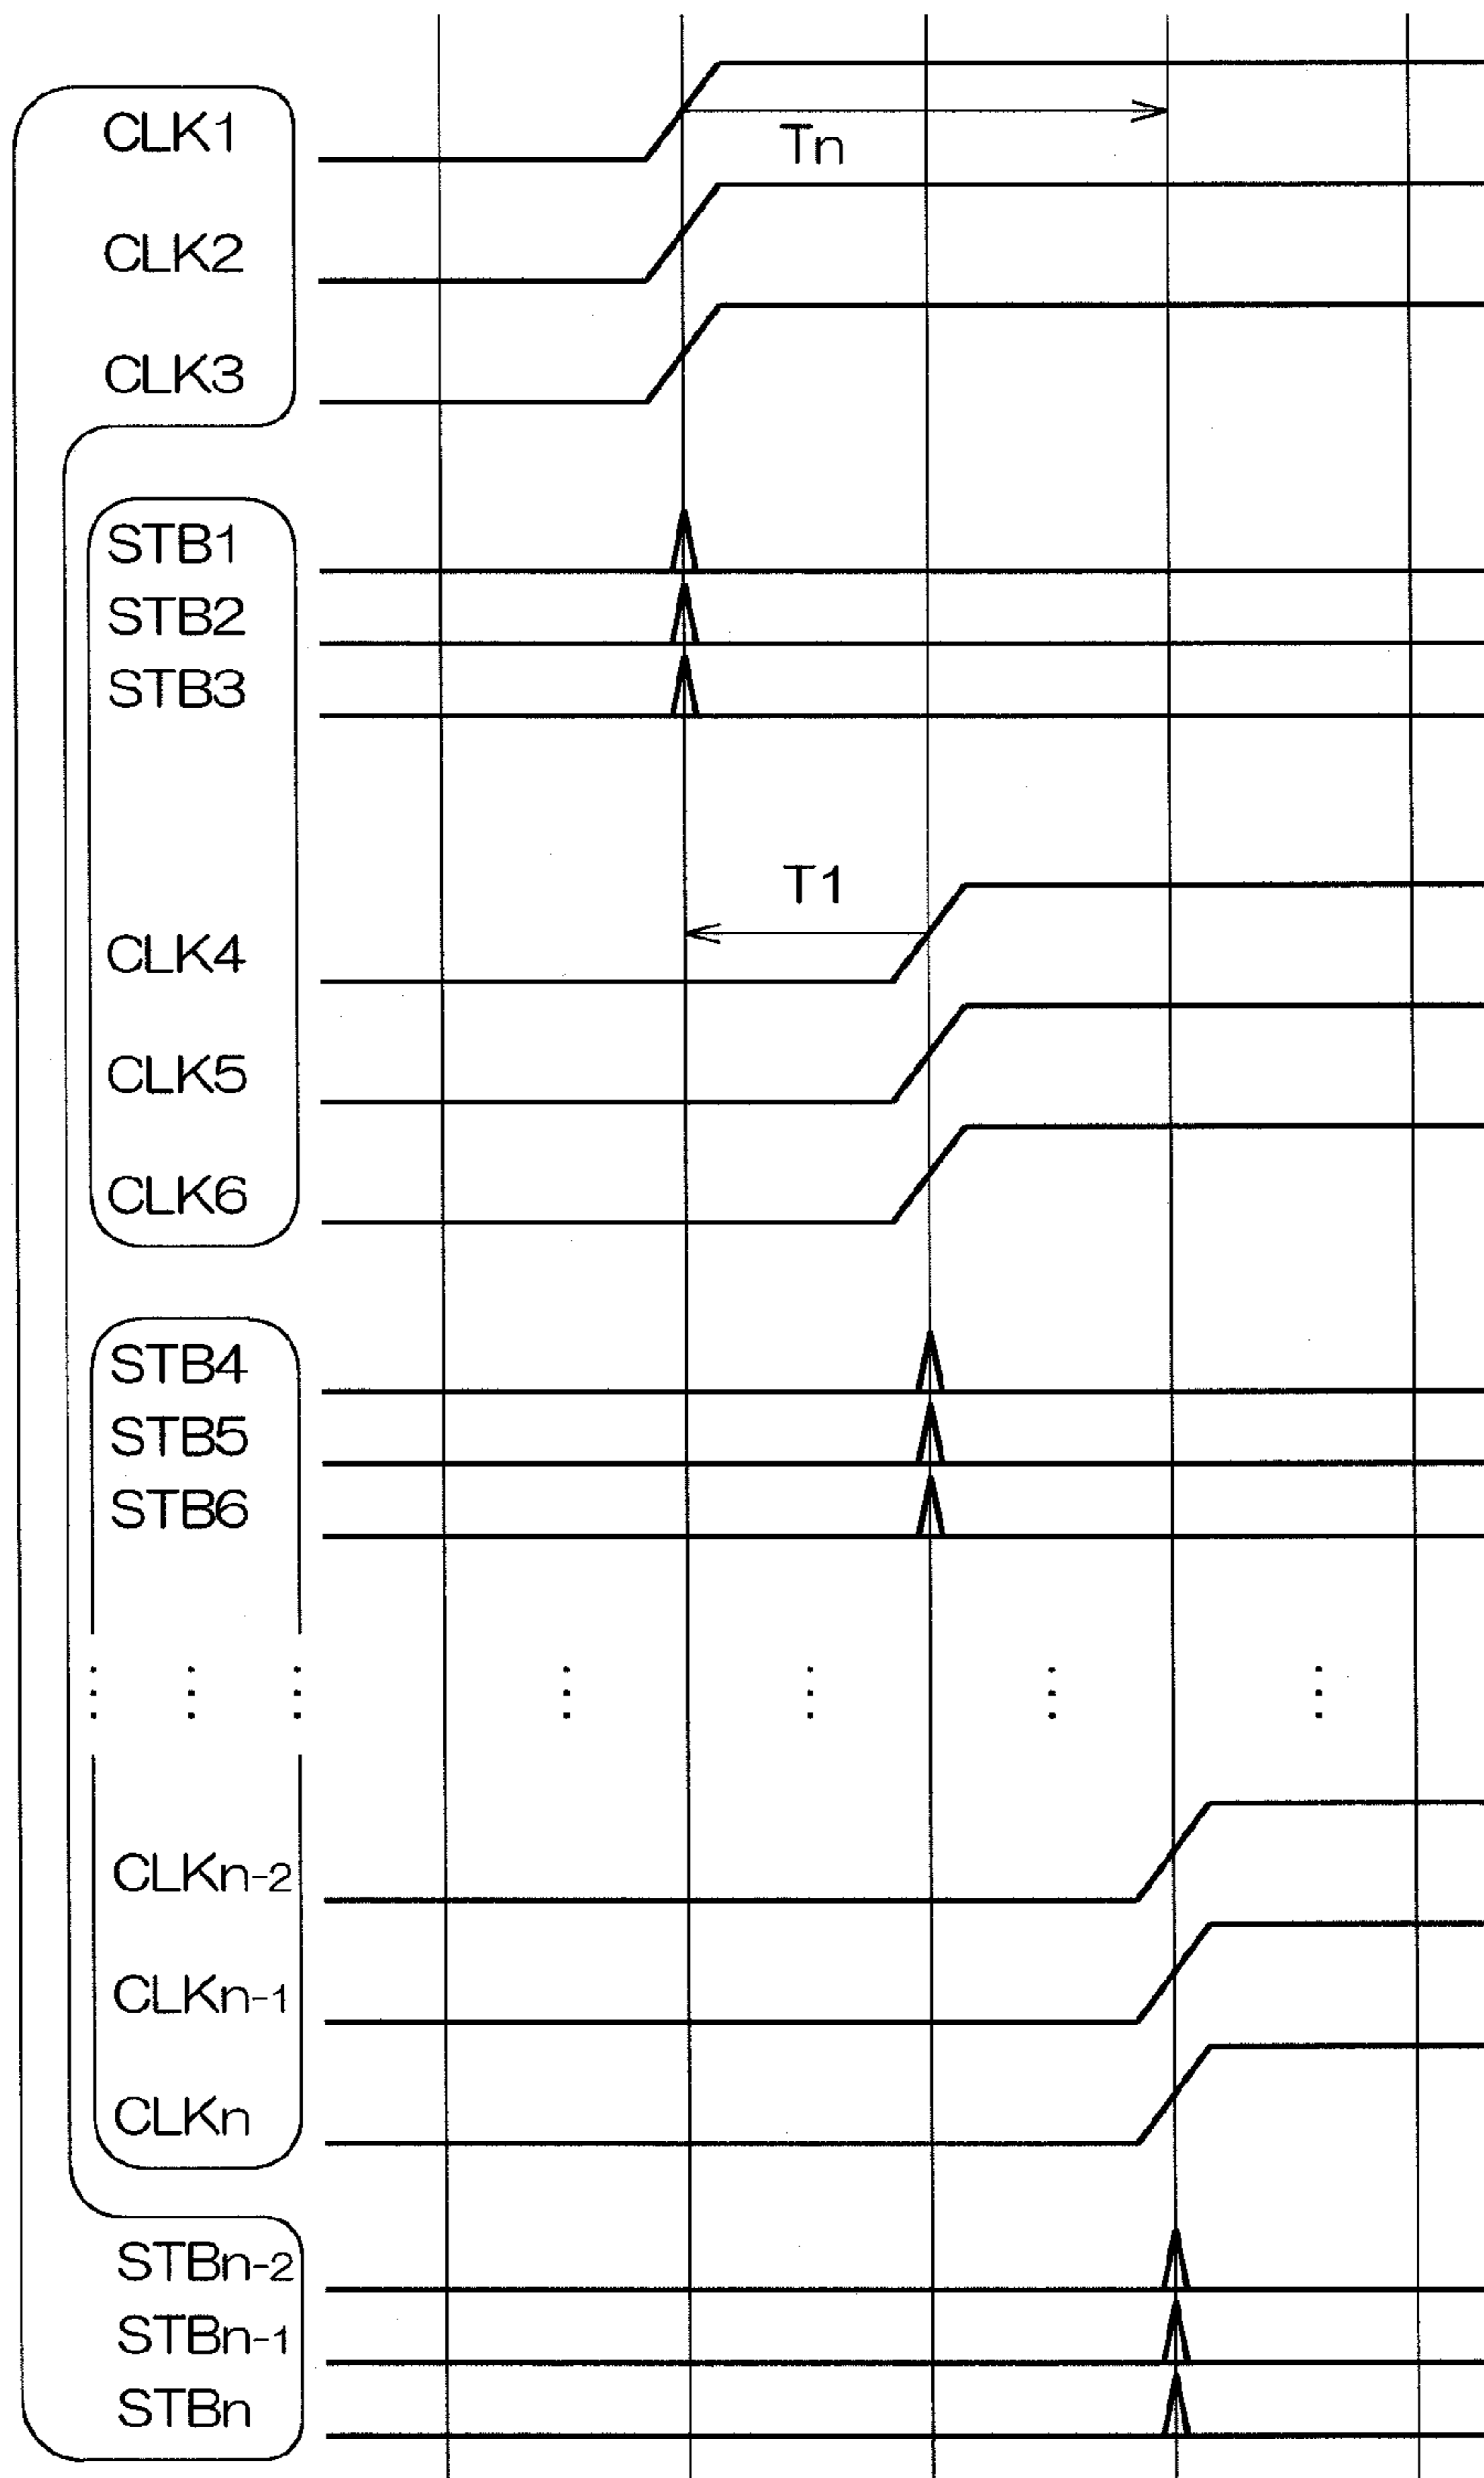 CLK1
Tn
CLK2
CLK3
STB1
STB2
STB3
T1
CLK4
CLK5
CLK6
STB4
STB5
STB6
CLKn-2
CLKn-1
CLKn
STBn-2
STBn-1
STBn